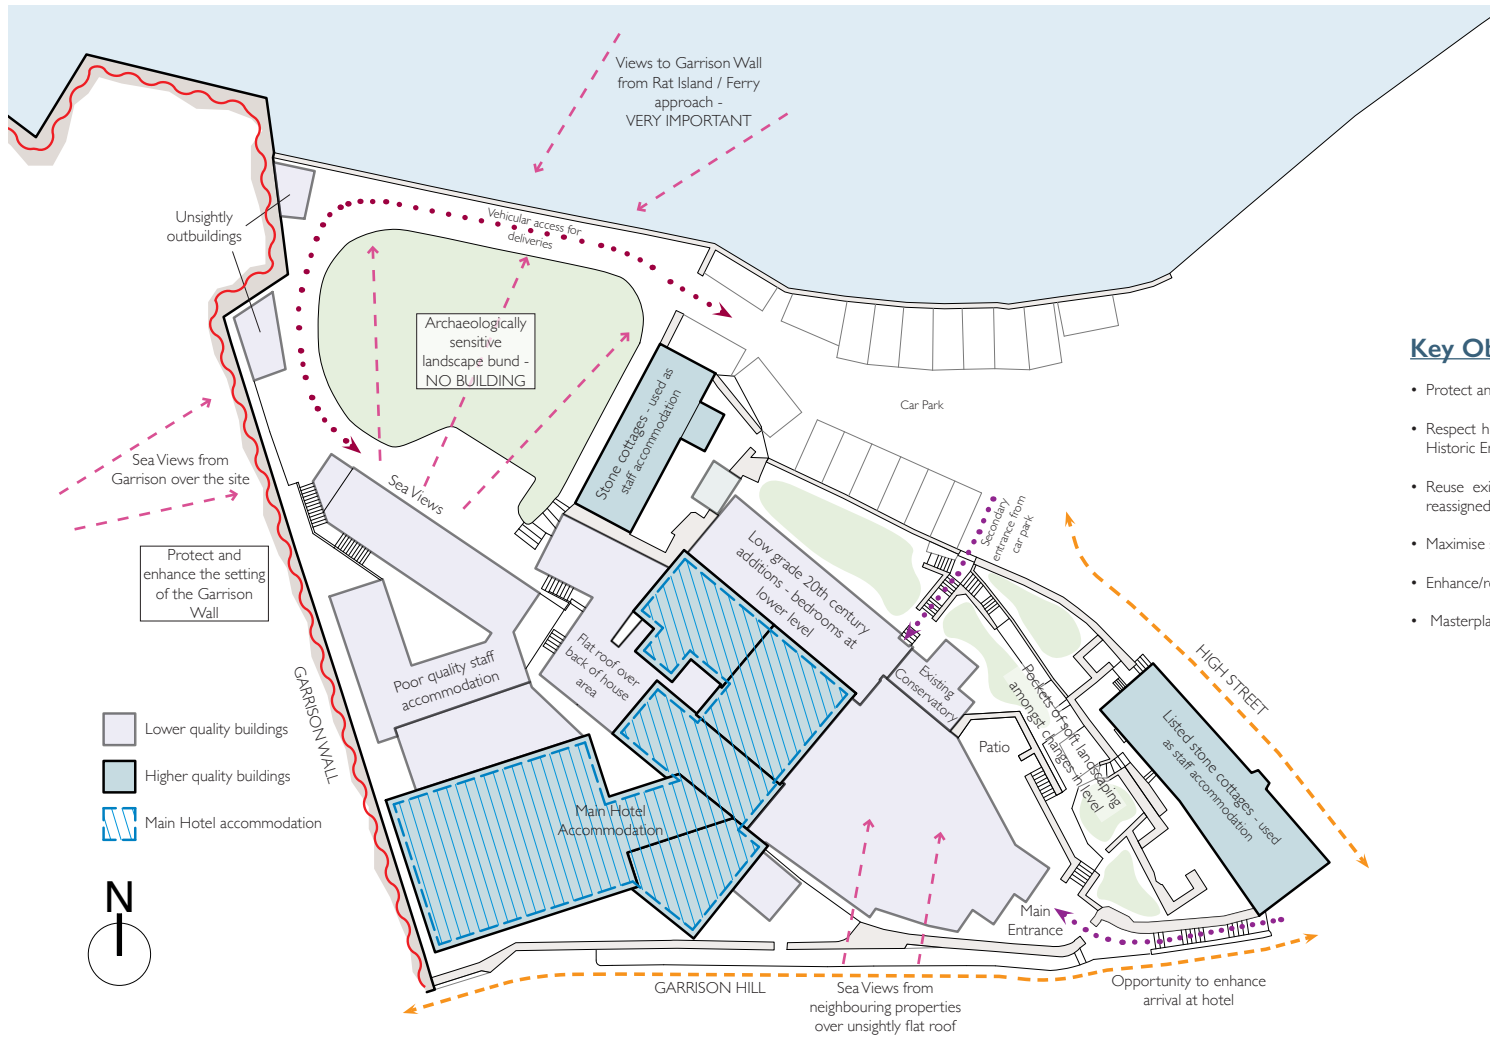 Views to Garrison Wall
from Rat Island / Ferry
approach -
VERY IMPORTANT
Unsightly
outbuildings
Vehicular access for
deliveries
Archaeologically
sensitive
landscape bund -
NO BUILDING
Stone cottages - used as
staff accommodation
Car Park
Sea Views from
Garrison over the site
Sea Views
Protect and
enhance the setting
of the Garrison
Wall
Secondary
entrance from
car park
Low grade 20th century
additions - bedrooms at
lower level
Flat roof over
back of house
area
Poor quality staff
accommodation
GARRISON WALL
Existing
Conservatory
Patio
Pockets of soft landscaping
amongst changes in level
HIGH STREET
Listed stone cottages - used
as staff accommodation
Lower quality buildings
Higher quality buildings
Main Hotel accommodation
Main Hotel
Accommodation
N
Main
Entrance
GARRISON HILL
Sea Views from
neighbouring properties
over unsightly flat roof
Opportunity to enhance
arrival at hotel
Key Ob
• Protect an
• Respect h
Historic En
• Reuse exi
reassigned
• Maximise
• Enhance/re
• Masterpla